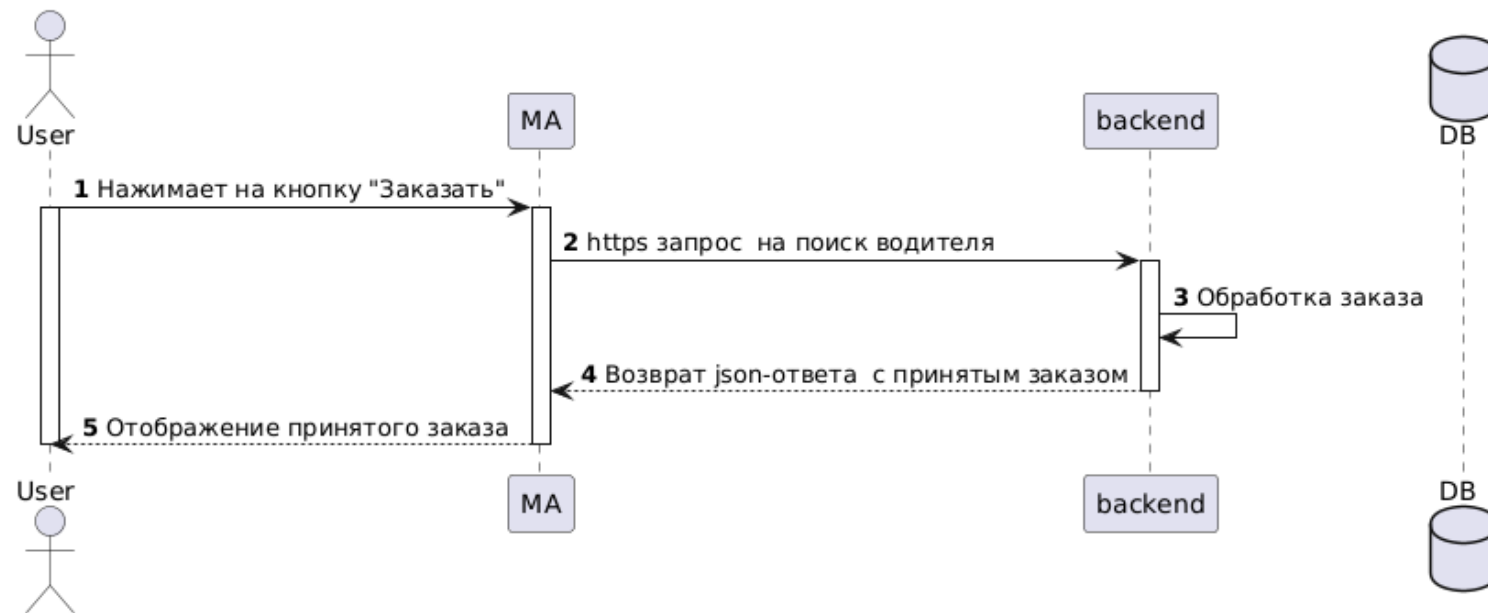 User
MA
backend
DB
1 Нажимает на кнопку "Заказать"
2 https запрос  на поиск водителя
3 Обработка заказа
4 Возврат json-ответа  с принятым заказом
5 Отображение принятого заказа
User
MA
backend
DB